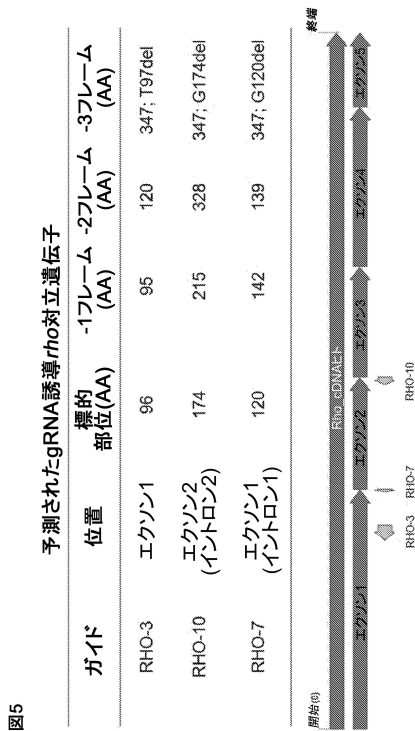 図5
予測されたgRNA誘導rho対立遺伝子
ガイド 位置 標的部位(AA) -1フレーム(AA) -2フレーム(AA) -3フレーム(AA)
RHO-3 エクソン1 96 95 120 347; T97del
RHO-10 エクソン2(イントロン2) 174 215 328 347; G174del
RHO-7 エクソン1(イントロン1) 120 142 139 347; G120del
開始(0) 終端
Rho_cDNAヒト
エクソン1 エクソン2 エクソン3 エクソン4 エクソン5
RHO-3 RHO-7 RHO-10